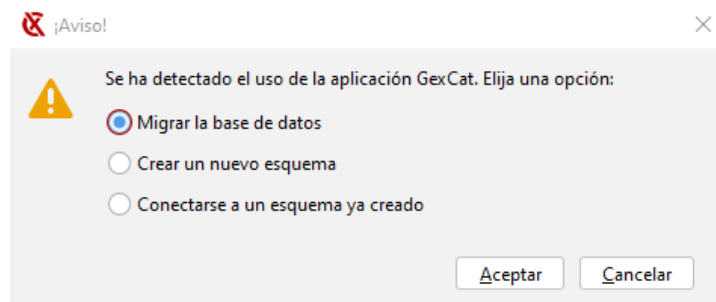 ¡Aviso!
Se ha detectado el uso de la aplicación GexCat. Elija una opción:
Migrar la base de datos
Crear un nuevo esquema
Conectarse a un esquema ya creado
Aceptar Cancelar